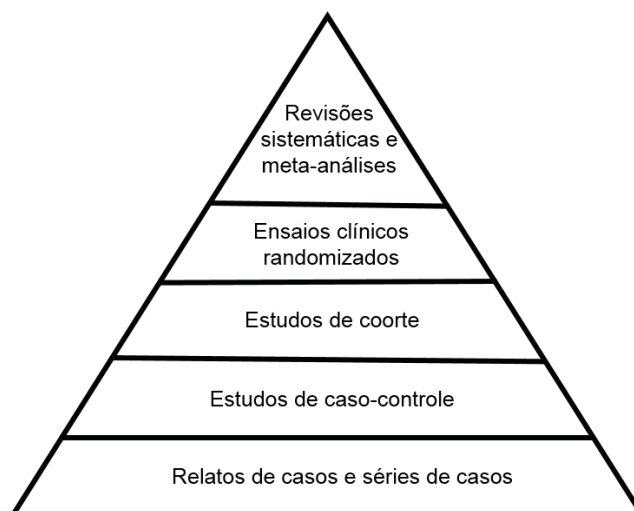 Revisões
sistemáticas e
meta-análises
Ensaios clínicos
randomizados
Estudos de coorte
Estudos de caso-controle
Relatos de casos e séries de casos